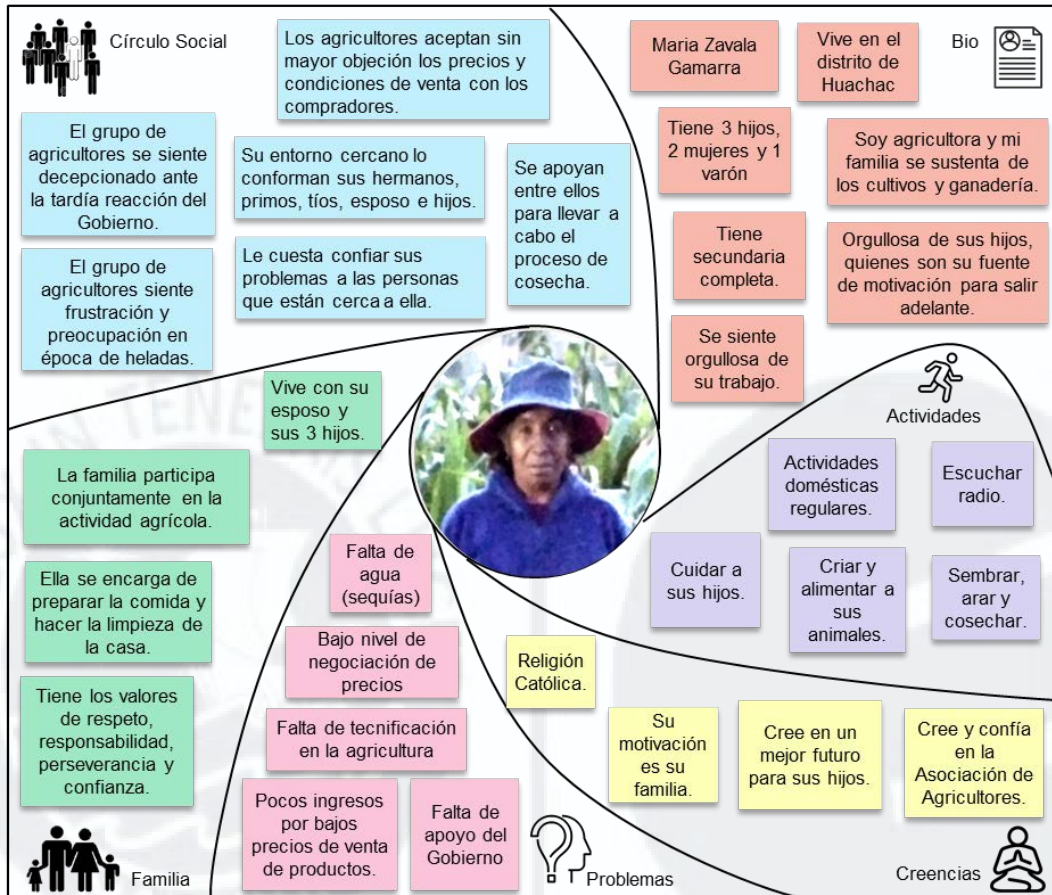 Círculo Social
Los agricultores aceptan sin
mayor objeción los precios y
condiciones de venta con los
compradores.
El grupo de
agricultores se siente
decepcionado ante
la tardía reacción del
Gobierno.
Su entorno cercano lo
conforman sus hermanos,
primos, tíos, esposo e hijos.
Se apoyan
entre ellos
para llevar a
cabo el
proceso de
cosecha.
El grupo de
agricultores siente
frustración y
preocupación en
época de heladas.
Le cuesta confiar sus
problemas a las personas
que están cerca a ella.
Bio
Maria Zavala
Gamarra
Vive en el
distrito de
Huachac
Tiene 3 hijos,
2 mujeres y 1
varón
Soy agricultora y mi
familia se sustenta de
los cultivos y ganadería.
Tiene
secundaria
completa.
Orgullosa de sus hijos,
quienes son su fuente
de motivación para salir
adelante.
Se siente
orgullosa de
su trabajo.
Actividades
Actividades
domésticas
regulares.
Escuchar
radio.
Cuidar a
sus hijos.
Criar y
alimentar a
sus
animales.
Sembrar,
arar y
cosechar.
Vive con su
esposo y
sus 3 hijos.
La familia participa
conjuntamente en la
actividad agrícola.
Ella se encarga de
preparar la comida y
hacer la limpieza de
la casa.
Tiene los valores
de respeto,
responsabilidad,
perseverancia y
confianza.
Familia
Falta de
agua
(sequías)
Bajo nivel de
negociación de
precios
Falta de tecnificación
en la agricultura
Pocos ingresos
por bajos
precios de venta
de productos.
Falta de
apoyo del
Gobierno
Problemas
Religión
Católica.
Su
motivación
es su
familia.
Cree en un
mejor futuro
para sus hijos.
Cree y confía
en la
Asociación de
Agricultores.
Creencias